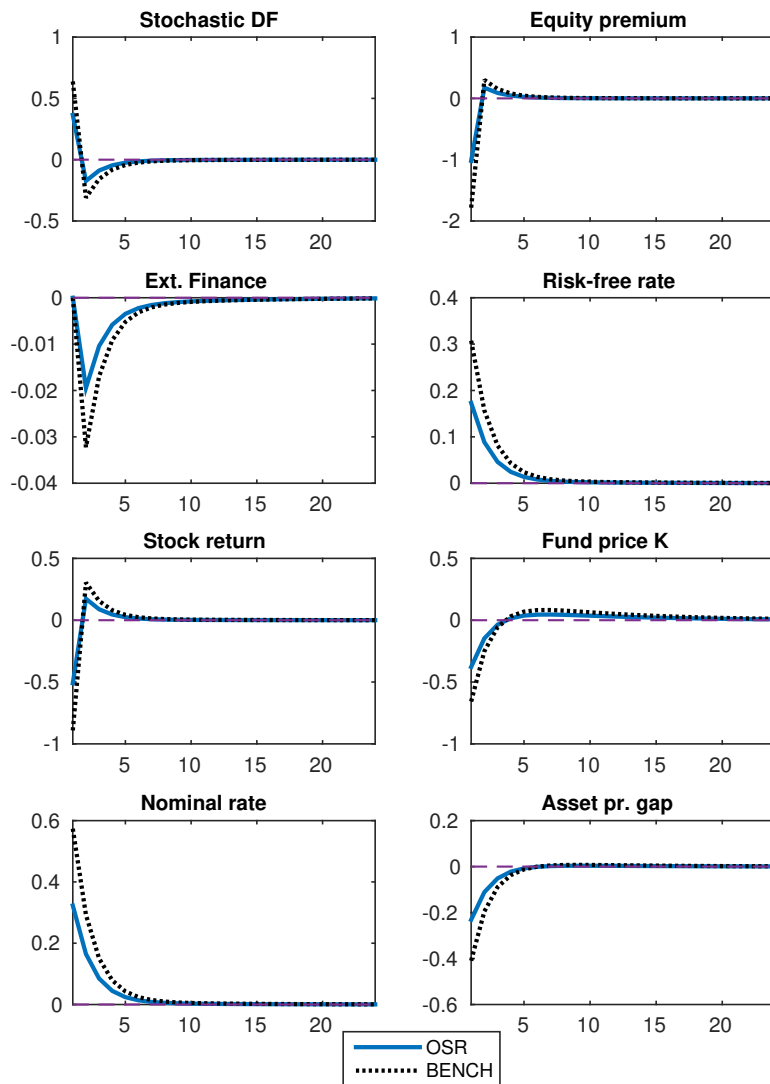 Stochastic DF
1
0.5
0
-0.5
5 10 15 20
Equity premium
1
0
-1
-2
5 10 15 20
Ext. Finance
0
-0.01
-0.02
-0.03
-0.04
5 10 15 20
Risk-free rate
0.4
0.3
0.2
0.1
0
5 10 15 20
Stock return
0.5
0
-0.5
-1
5 10 15 20
Fund price K
0.5
0
-0.5
-1
5 10 15 20
Nominal rate
0.6
0.4
0.2
0
5 10 15 20
Asset pr. gap
0.2
0
-0.2
-0.4
-0.6
5 10 15 20
OSR
BENCH